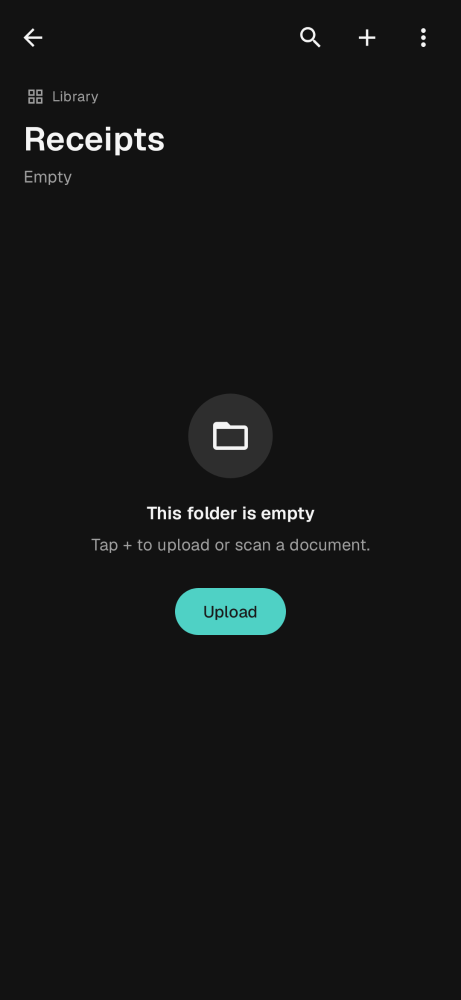 Library
Receipts
Empty
This folder is empty
Tap + to upload or scan a document.
Upload